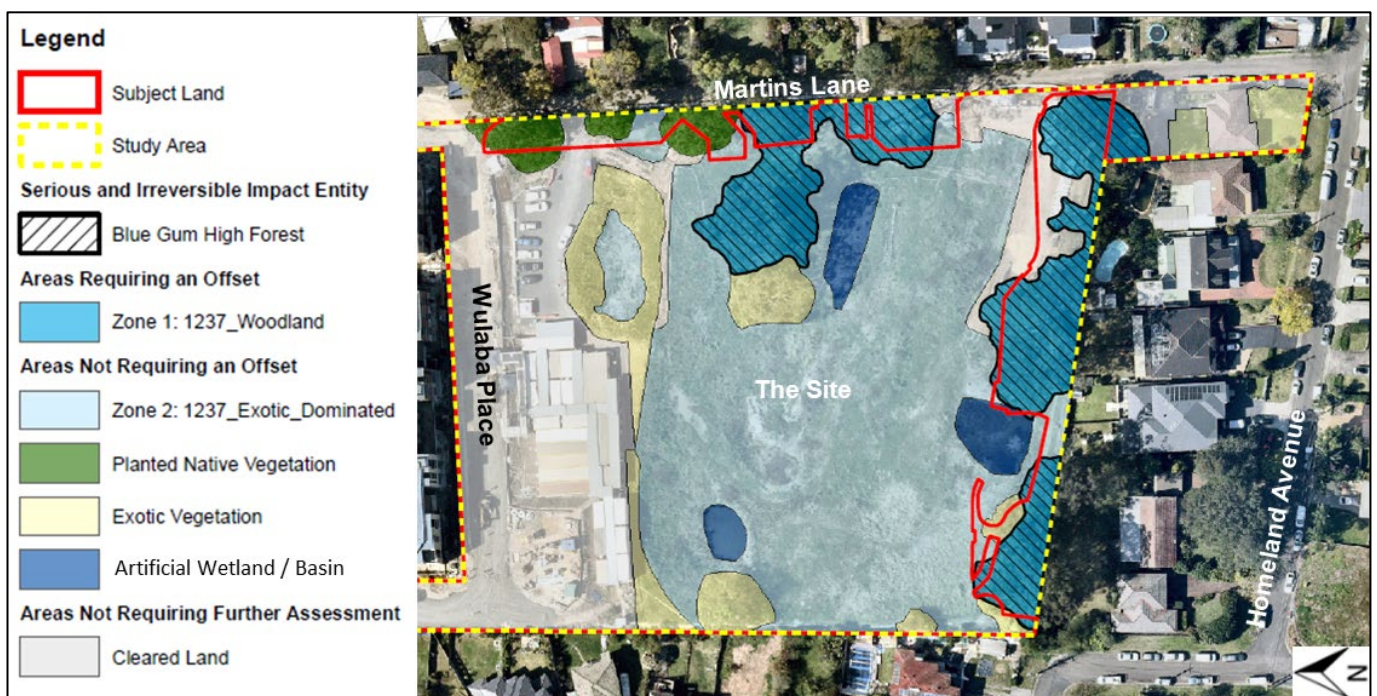 Legend
Subject Land
Study Area
Serious and Irreversible Impact Entity
Blue Gum High Forest
Areas Requiring an Offset
Zone 1: 1237_Woodland
Areas Not Requiring an Offset
Zone 2: 1237_Exotic_Dominated
Planted Native Vegetation
Exotic Vegetation
Artificial Wetland / Basin
Areas Not Requiring Further Assessment
Cleared Land
Martins Lane
Wulaba Place
The Site
Homeland Avenue
N